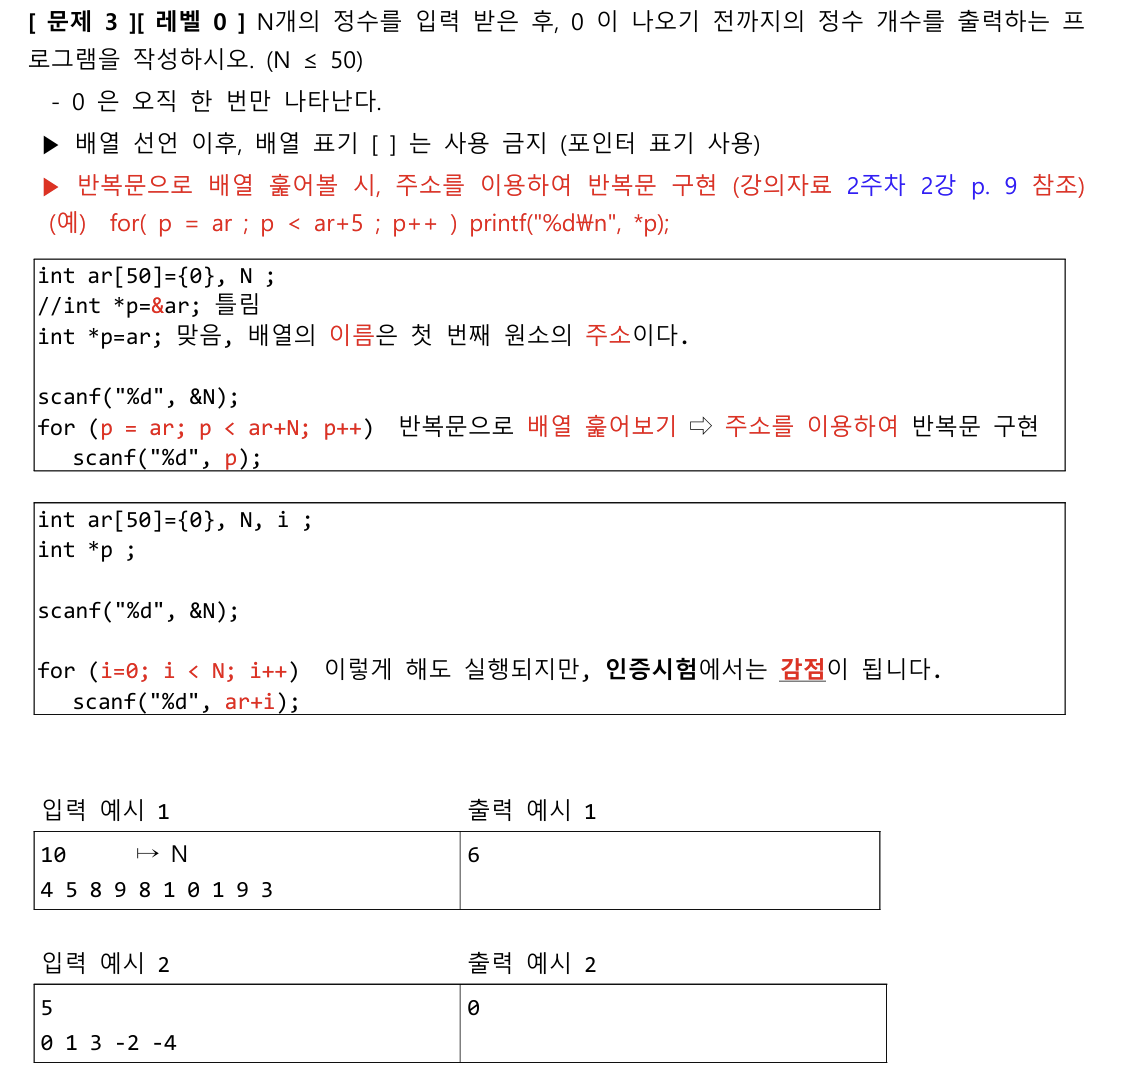 [ 문제 3 ][ 레벨 0 ] N개의 정수를 입력 받은 후, 0 이 나오기 전까지의 정수 개수를 출력하는 프
로그램을 작성하시오. (N ≤ 50)
- 0 은 오직 한 번만 나타난다.
▶ 배열 선언 이후, 배열 표기 [ ] 는 사용 금지 (포인터 표기 사용)
▶ 반복문으로 배열 훑어볼 시, 주소를 이용하여 반복문 구현 (강의자료 2주차 2강 p. 9 참조)
(예) for( p = ar ; p < ar+5 ; p++ ) printf("%d₩n", *p);
int ar[50]={0}, N ;
//int *p=&ar; 틀림
int *p=ar; 맞음, 배열의 이름은 첫 번째 원소의 주소이다.
scanf("%d", &N);
for (p = ar; p < ar+N; p++) 반복문으로 배열 훑어보기 ⇨ 주소를 이용하여 반복문 구현
scanf("%d", p);
int ar[50]={0}, N, i ;
int *p ;
scanf("%d", &N);
for (i=0; i < N; i++) 이렇게 해도 실행되지만, 인증시험에서는 감점이 됩니다.
scanf("%d", ar+i);
입력 예시 1 출력 예시 1
10 ↦ N 6
4 5 8 9 8 1 0 1 9 3
입력 예시 2 출력 예시 2
5 0
0 1 3 -2 -4